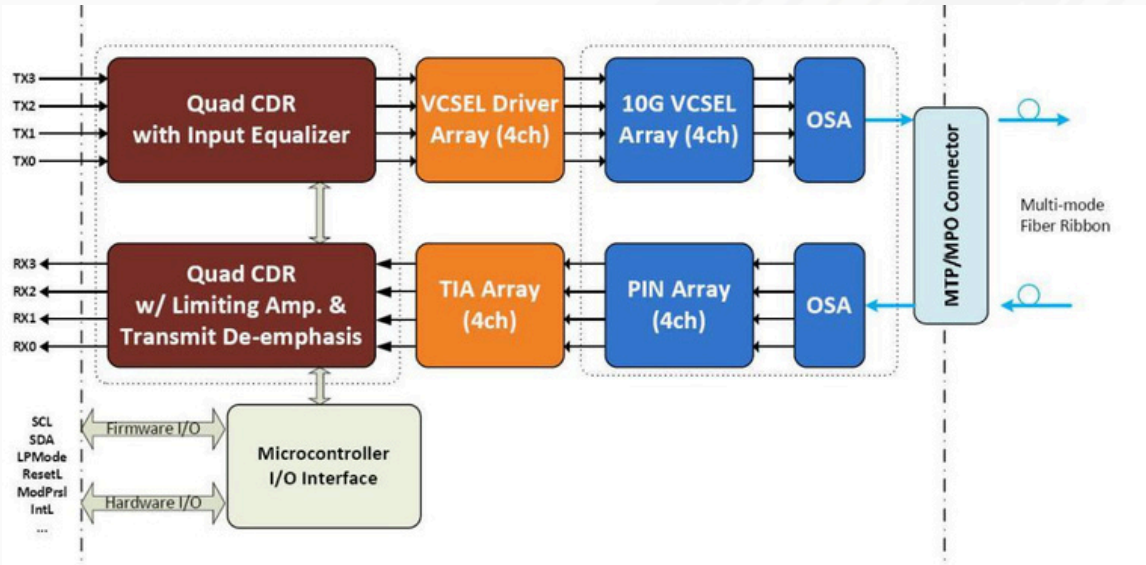 TX3
TX2
TX1
TX0
Quad CDR
with Input Equalizer
VCSEL Driver
Array (4ch)
10G VCSEL
Array (4ch)
OSA
MTP/MPO Connector
Multi-mode
Fiber Ribbon
RX3
RX2
RX1
RX0
Quad CDR
w/ Limiting Amp. &
Transmit De-emphasis
TIA Array
(4ch)
PIN Array
(4ch)
OSA
SCL
SDA
LPMode
ResetL
ModPrsl
IntL
...
Firmware I/O
Hardware I/O
Microcontroller
I/O Interface